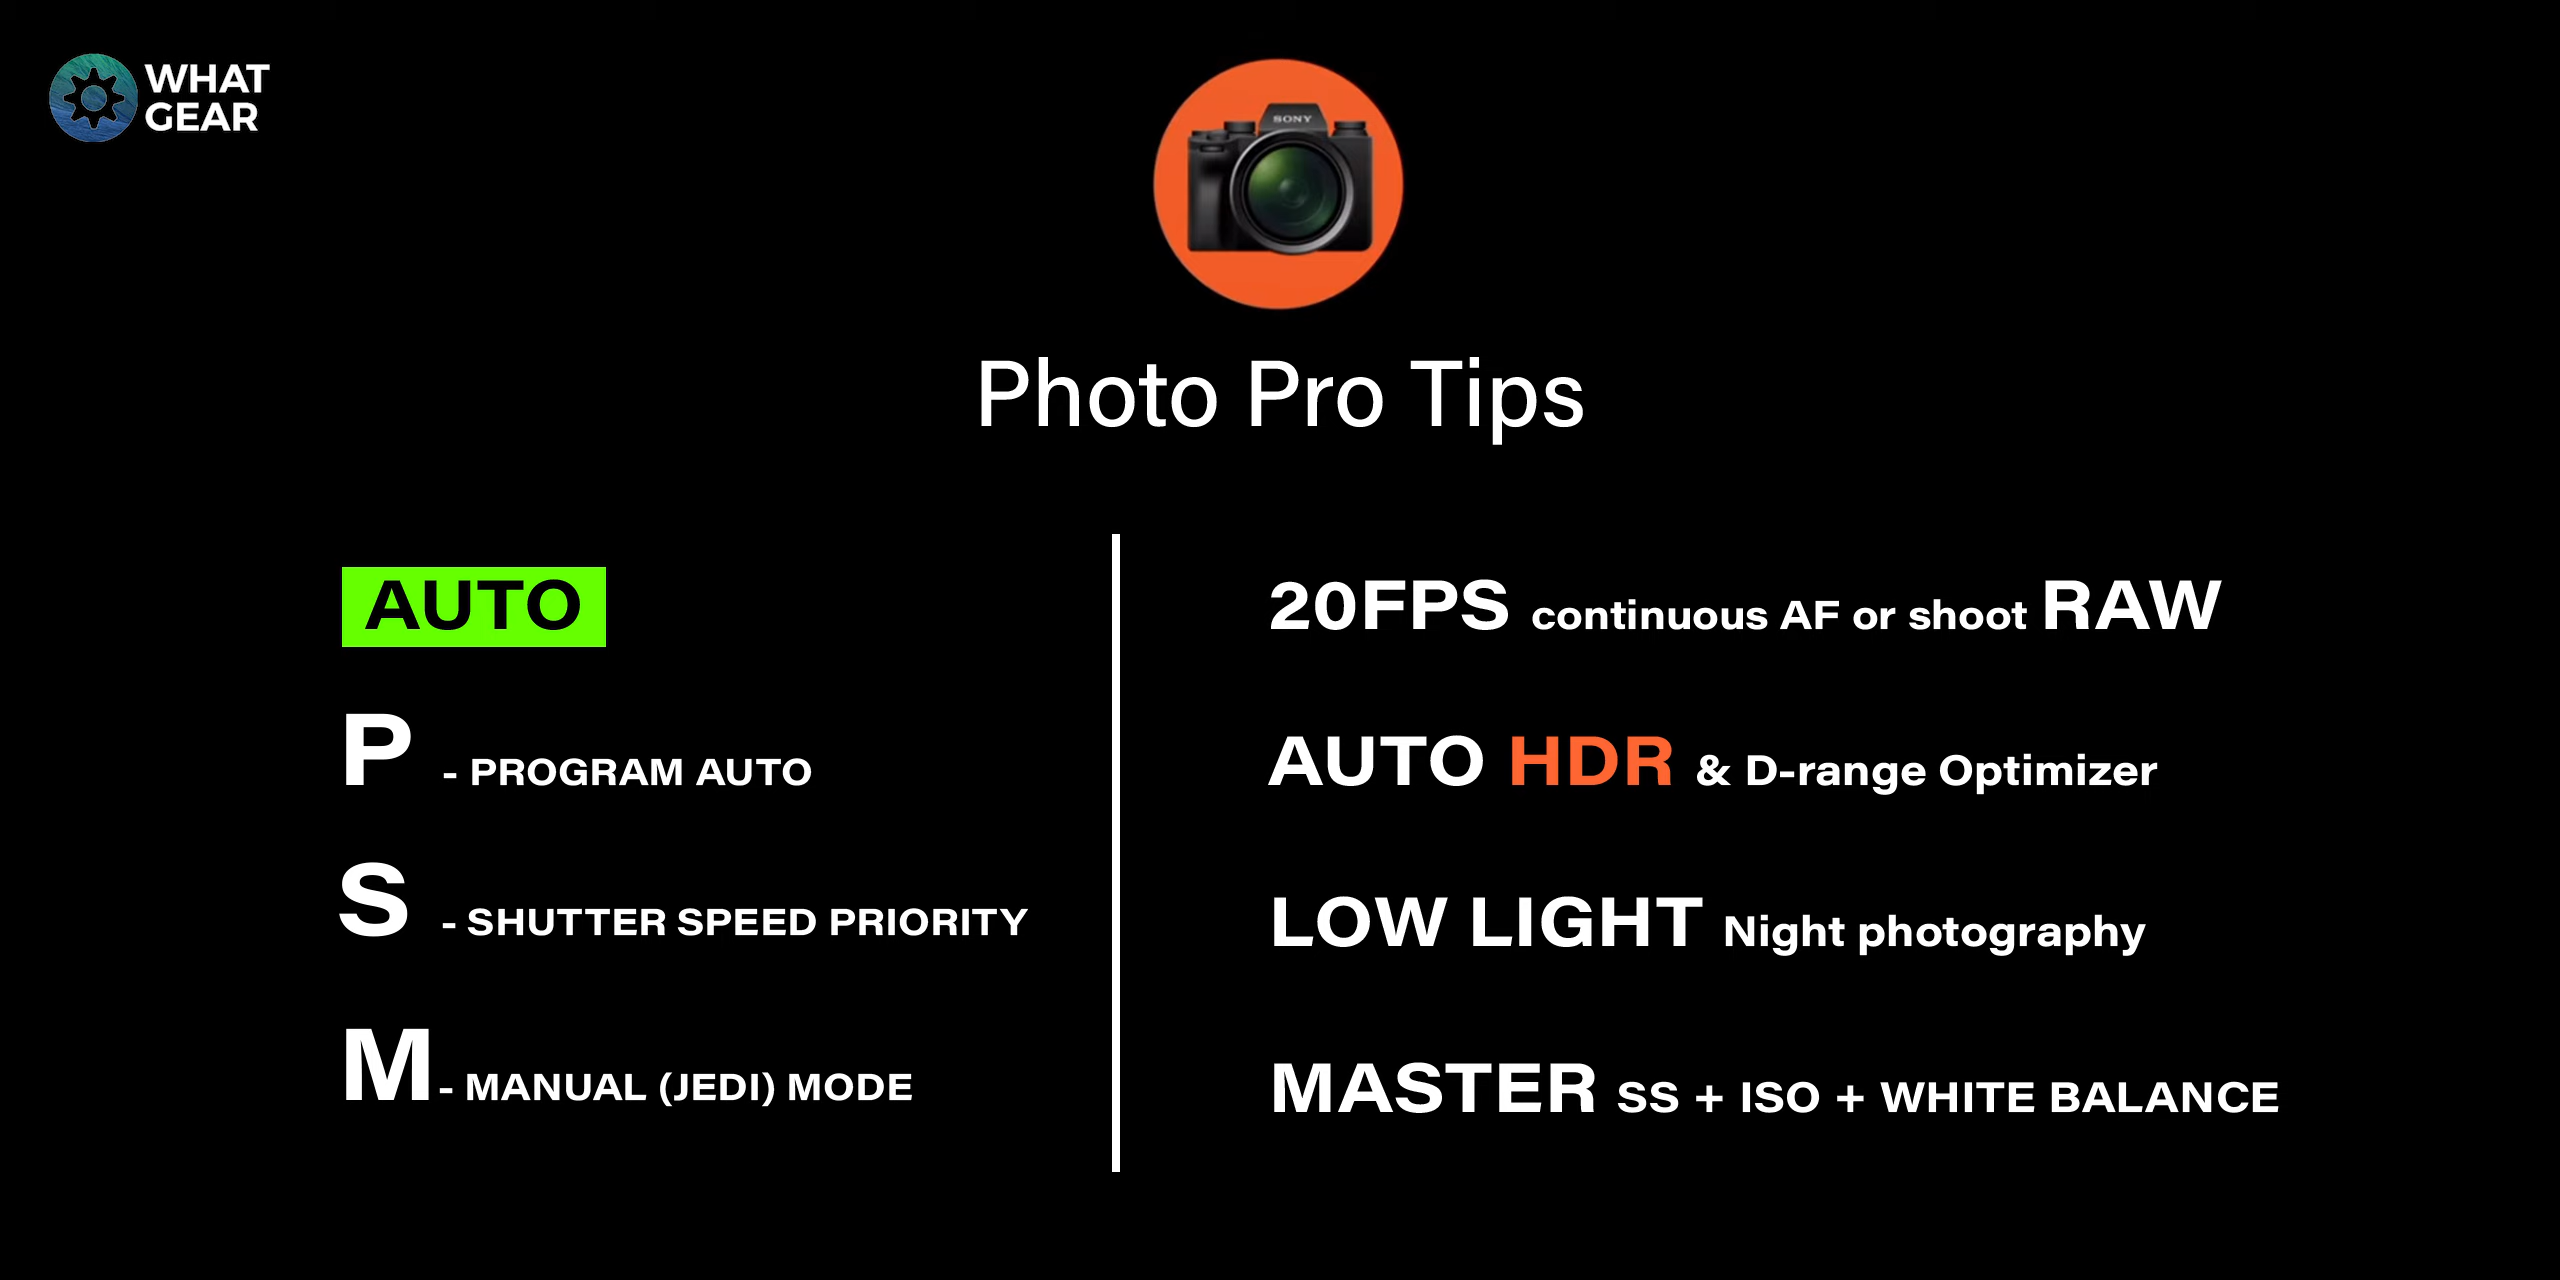 WHAT
GEAR
SONY
Photo Pro Tips
AUTO
P - PROGRAM AUTO
S - SHUTTER SPEED PRIORITY
M - MANUAL (JEDI) MODE
20FPS continuous AF or shoot RAW
AUTO HDR & D-range Optimizer
LOW LIGHT Night photography
MASTER SS + ISO + WHITE BALANCE